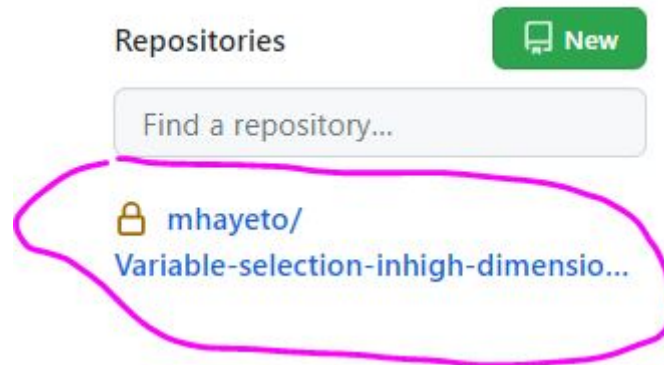 Repositories
New
Find a repository...
mhayeto/
Variable-selection-inhigh-dimensio...